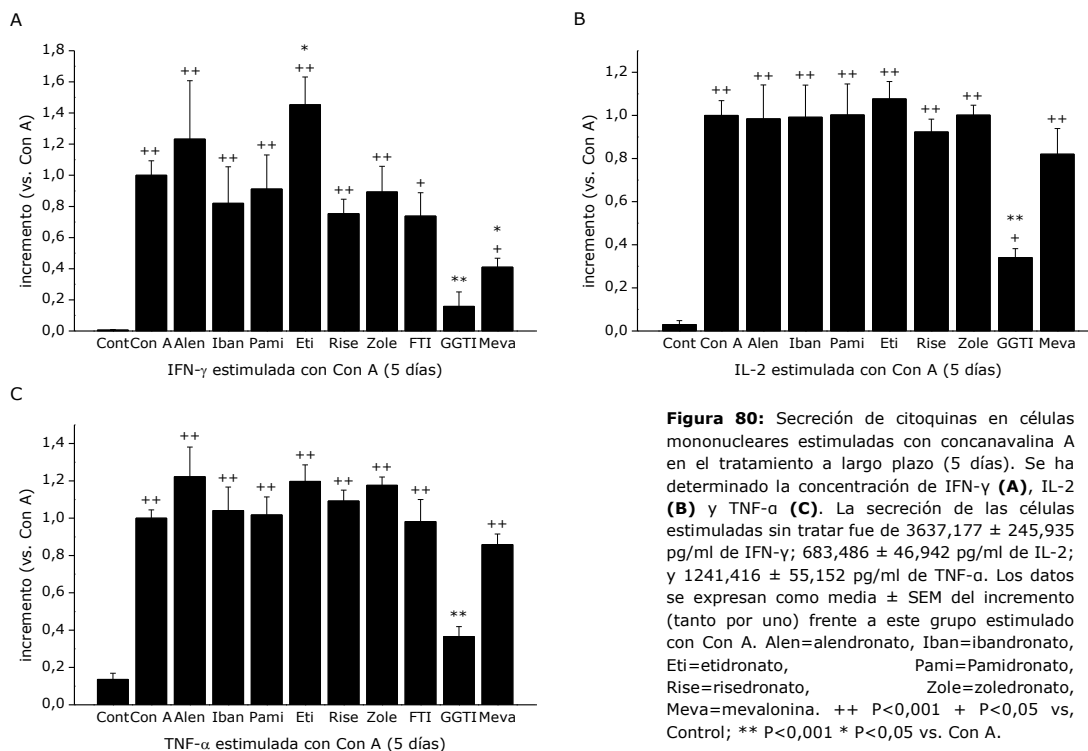 A
incremento (vs. Con A)
1,8
1,6
1,4
1,2
1,0
0,8
0,6
0,4
0,2
0,0
++
++
++
++
*
++
++
++
+
**
*
+
Cont Con A Alen Iban Pami Eti Rise Zole FTI GGTI Meva
IFN-γ estimulada con Con A (5 días)
B
incremento (vs. Con A)
1,2
1,0
0,8
0,6
0,4
0,2
0,0
++
++
++
++
++
++
++
**
+
++
Cont Con A Alen Iban Pami Eti Rise Zole GGTI Meva
IL-2 estimulada con Con A (5 días)
C
incremento (vs. Con A)
1,4
1,2
1,0
0,8
0,6
0,4
0,2
0,0
++
++
++
++
++
++
++
++
**
++
Cont Con A Alen Iban Pami Eti Rise Zole FTI GGTI Meva
TNF-α estimulada con Con A (5 días)
Figura 80: Secreción de citoquinas en células
mononucleares estimuladas con concanavalina A
en el tratamiento a largo plazo (5 días). Se ha
determinado la concentración de IFN-γ (A), IL-2
(B) y TNF-α (C). La secreción de las células
estimuladas sin tratar fue de 3637,177 ± 245,935
pg/ml de IFN-γ; 683,486 ± 46,942 pg/ml de IL-2;
y 1241,416 ± 55,152 pg/ml de TNF-α. Los datos
se expresan como media ± SEM del incremento
(tanto por uno) frente a este grupo estimulado
con Con A. Alen=alendronato, Iban=ibandronato,
Eti=etidronato, Pami=Pamidronato,
Rise=risedronato, Zole=zoledronato,
Meva=mevalonina. ++ P<0,001 + P<0,05 vs,
Control; ** P<0,001 * P<0,05 vs. Con A.